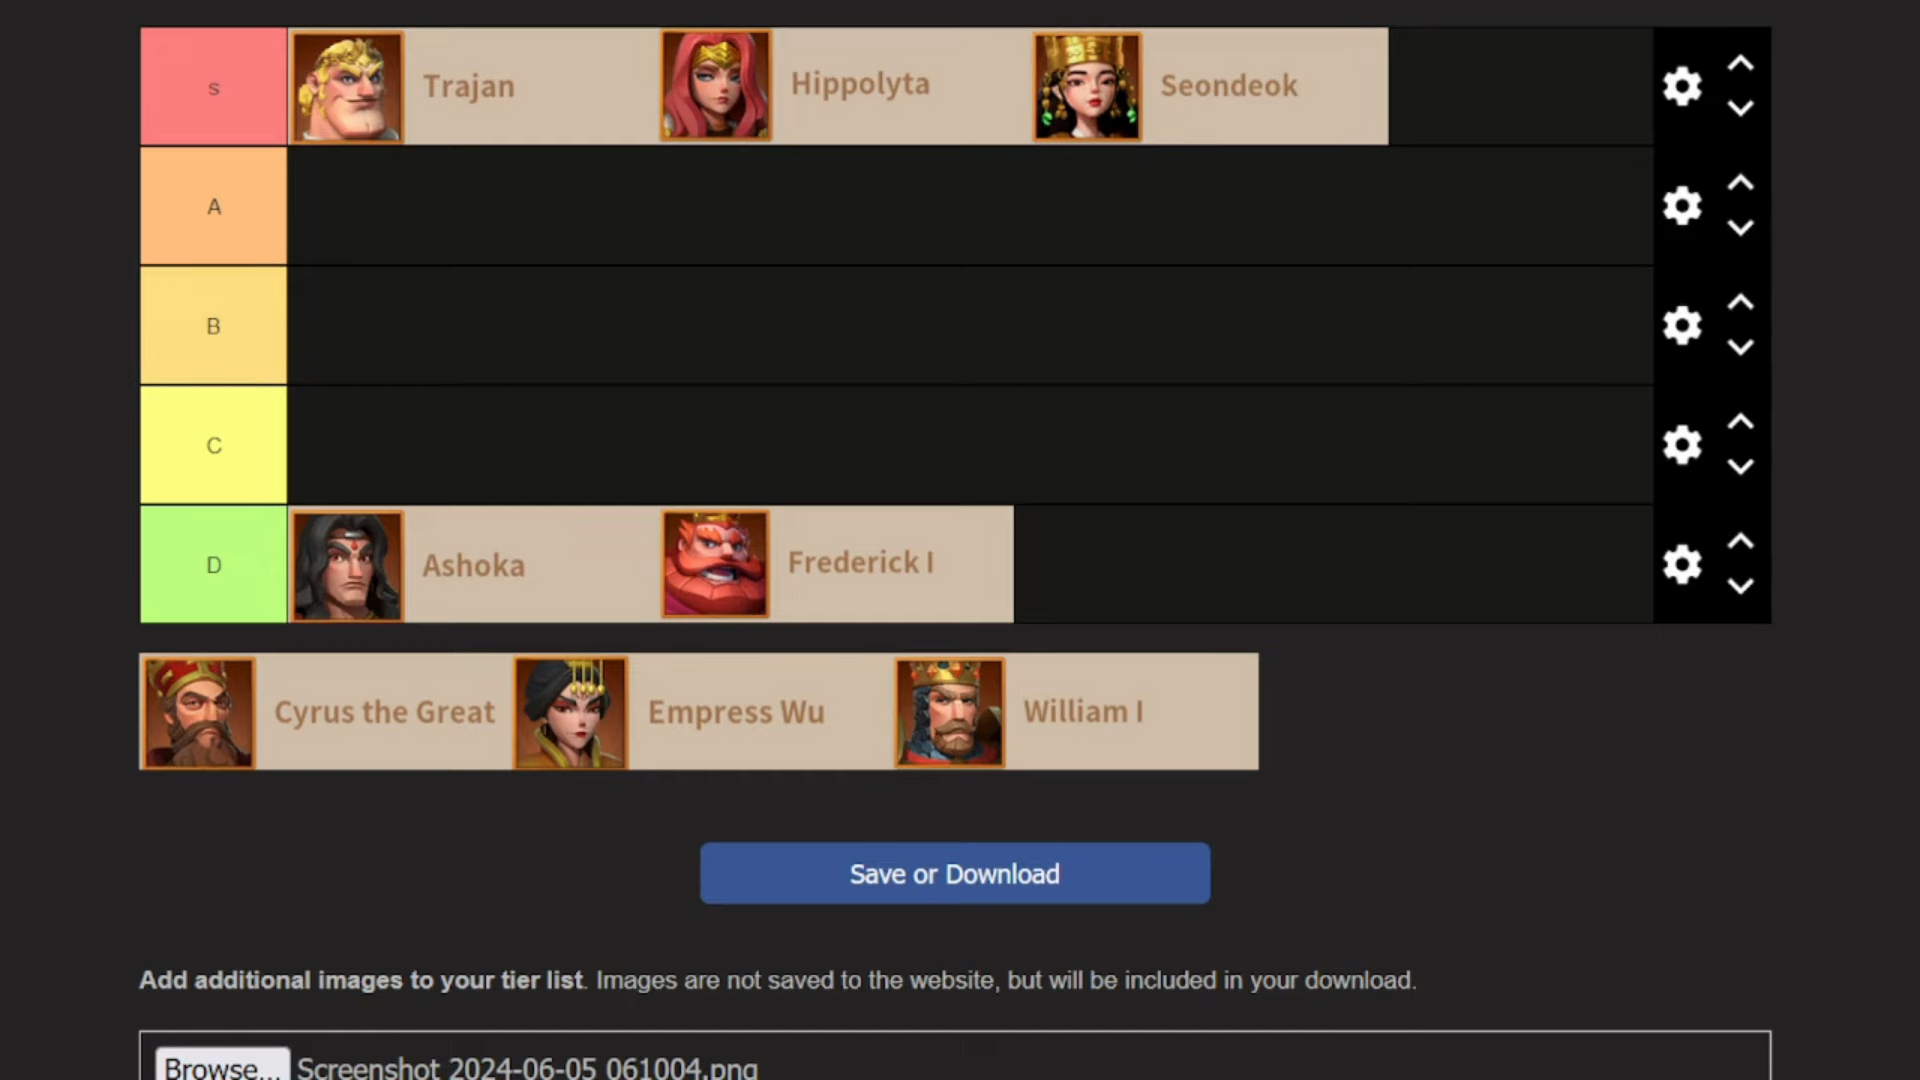 S Trajan Hippolyta Seondeok
A
B
C
D Ashoka Frederick I
Cyrus the Great Empress Wu William I
Save or Download
Add additional images to your tier list. Images are not saved to the website, but will be included in your download.
Browse... Screenshot 2024-06-05 061004.png